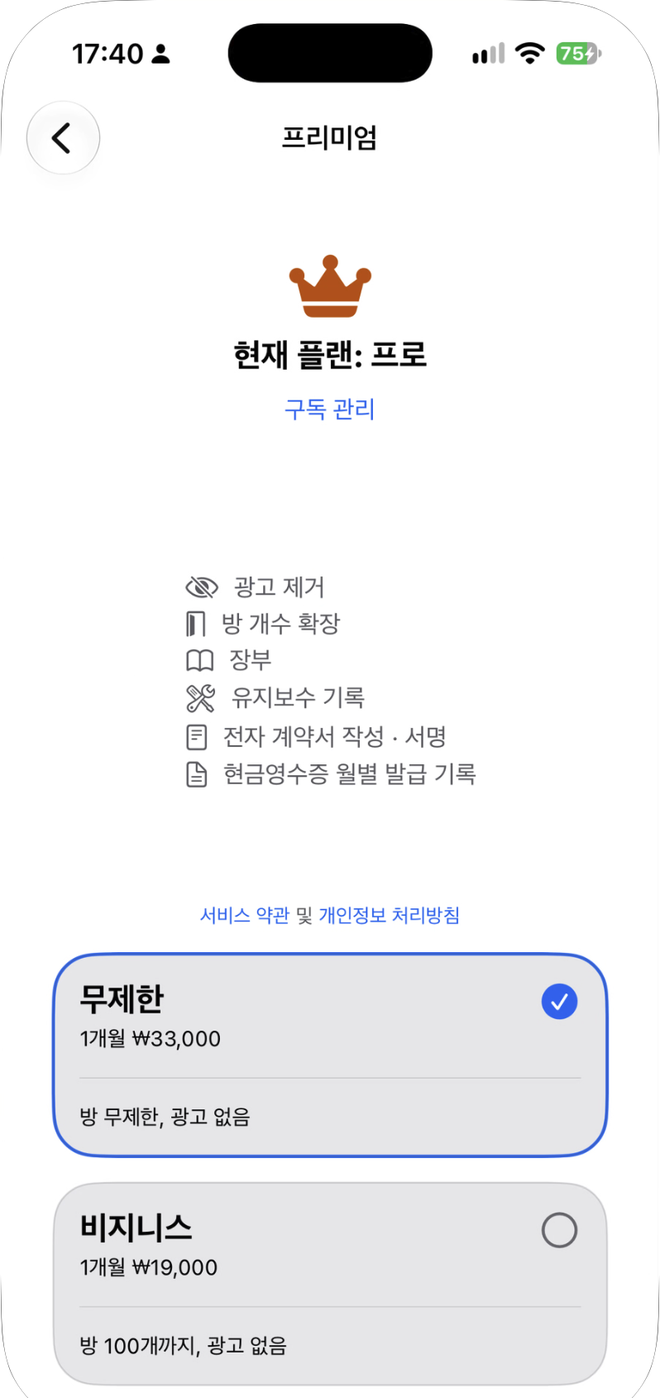 17:40
75
프리미엄
현재 플랜: 프로
구독 관리
광고 제거
방 개수 확장
장부
유지보수 기록
전자 계약서 작성 · 서명
현금영수증 월별 발급 기록
서비스 약관 및 개인정보 처리방침
무제한
1개월 ₩33,000
방 무제한, 광고 없음
비지니스
1개월 ₩19,000
방 100개까지, 광고 없음